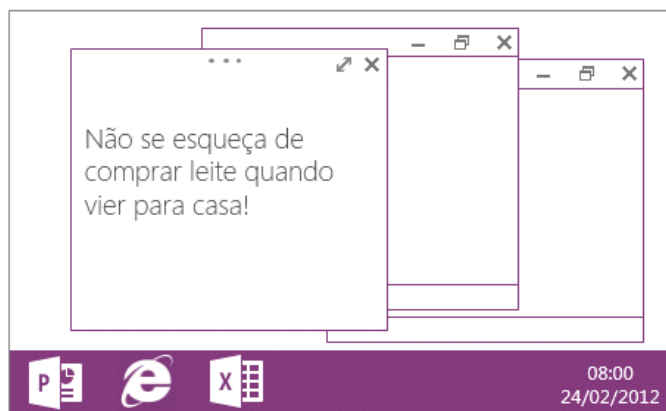 Não se esqueça de
comprar leite quando
vier para casa!
P
X
08:00
24/02/2012